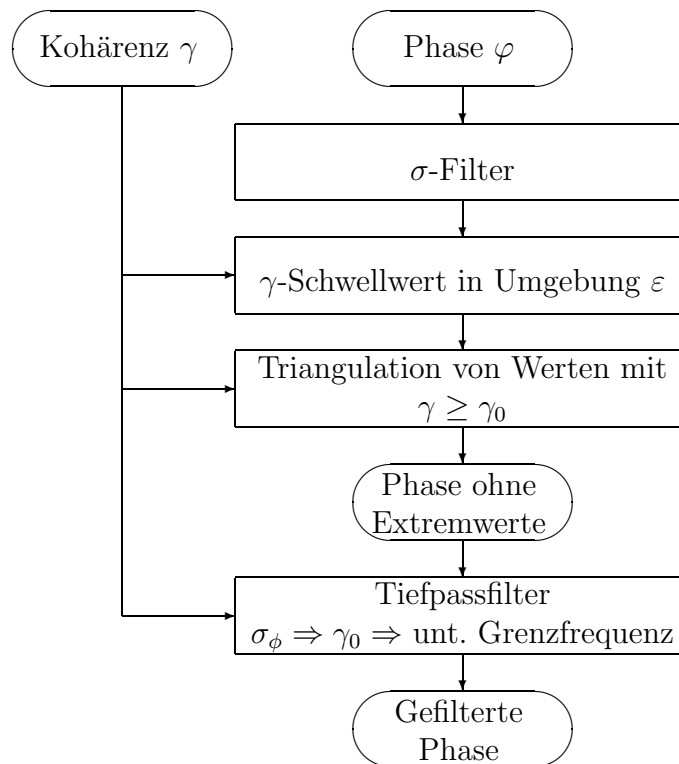 Kohärenz γ
Phase φ
σ-Filter
γ-Schwellwert in Umgebung ε
Triangulation von Werten mit
γ ≥ γ₀
Phase ohne
Extremwerte
Tiefpassfilter
σ_ϕ ⇒ γ₀ ⇒ unt. Grenzfrequenz
Gefilterte
Phase